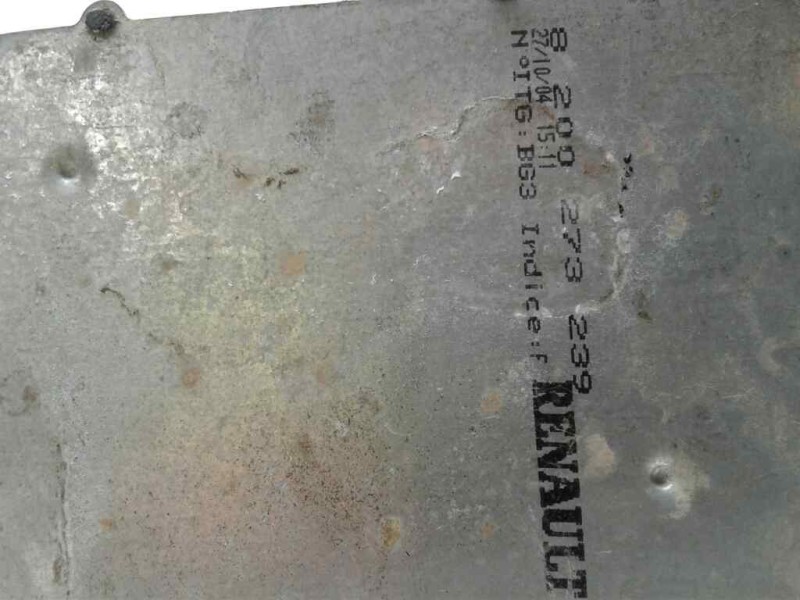 8 200 273 239
27/10/04 15:11
N°ITG:BG3 Indice:F
RENAULT